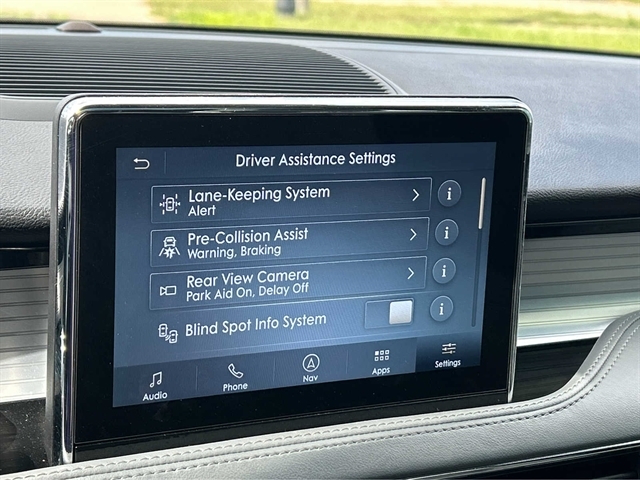 Driver Assistance Settings
Lane-Keeping System
Alert
i
Pre-Collision Assist
Warning, Braking
i
Rear View Camera
Park Aid On, Delay Off
i
Blind Spot Info System
i
Audio
Phone
Nav
Apps
Settings